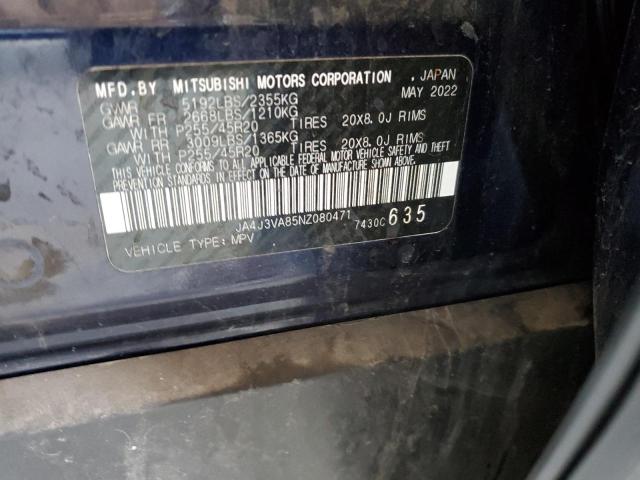 MFD.BY MITSUBISHI MOTORS CORPORATION , JAPAN
GVWR 5192LBS/2355KG MAY 2022
GAWR FR 2668LBS/1210KG
WITH P255/45R20 TIRES 20X8.0J RIMS
GAWR RR 3009LBS/1365KG
WITH P255/45R20 TIRES 20X8.0J RIMS
THIS VEHICLE CONFORMS TO ALL APPLICABLE FEDERAL MOTOR VEHICLE SAFETY AND THEFT
PREVENTION STANDARDS IN EFFECT ON THE DATE OF MANUFACTURE SHOWN ABOVE.
JA4J3VA85NZ080471 7430C 635
VEHICLE TYPE:MPV